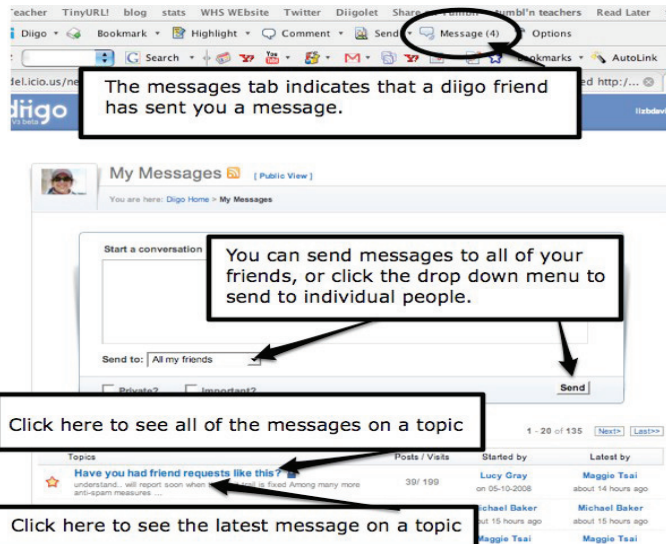 TinyURL! blog stats WHS WEbsite Twitter Diigolet
teachers Read Later
Diigo Bookmark Highlight Comment Send Message (4) Options
Search Bookmarks AutoLink
The messages tab indicates that a diigo friend
has sent you a message.
diigo
My Messages [ Public View ]
You are here: Diigo Home > My Messages
Start a conversation
You can send messages to all of your
friends, or click the drop down menu to
send to individual people.
Send to: All my friends
Private? Important?
Send
Click here to see all of the messages on a topic
1 - 20 of 135 Next> Last>>
Topics Posts / Visits Started by Latest by
Have you had friend requests like this?
understand.. will report soon when trail is fixed Among many more
anti-spam measures ...
39/ 199
Lucy Gray
on 05-10-2008
Maggie Tsai
about 14 hours ago
Click here to see the latest message on a topic
Michael Baker
15 hours ago
Michael Baker
about 15 hours ago
Maggie Tsai
Maggie Tsai